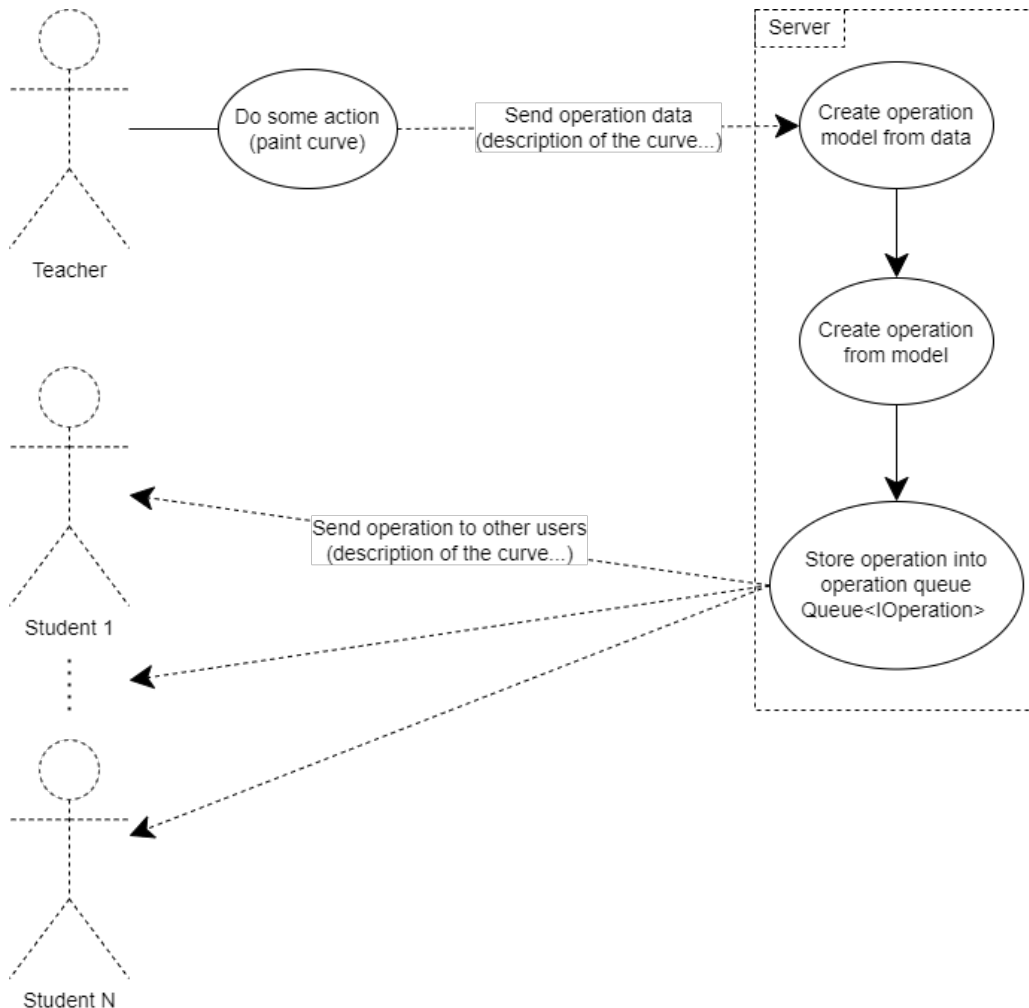 Server
Do some action
(paint curve)
Send operation data
(description of the curve...)
Create operation
model from data
Teacher
Create operation
from model
Send operation to other users
(description of the curve...)
Store operation into
operation queue
Queue<IOperation>
Student 1
Student N